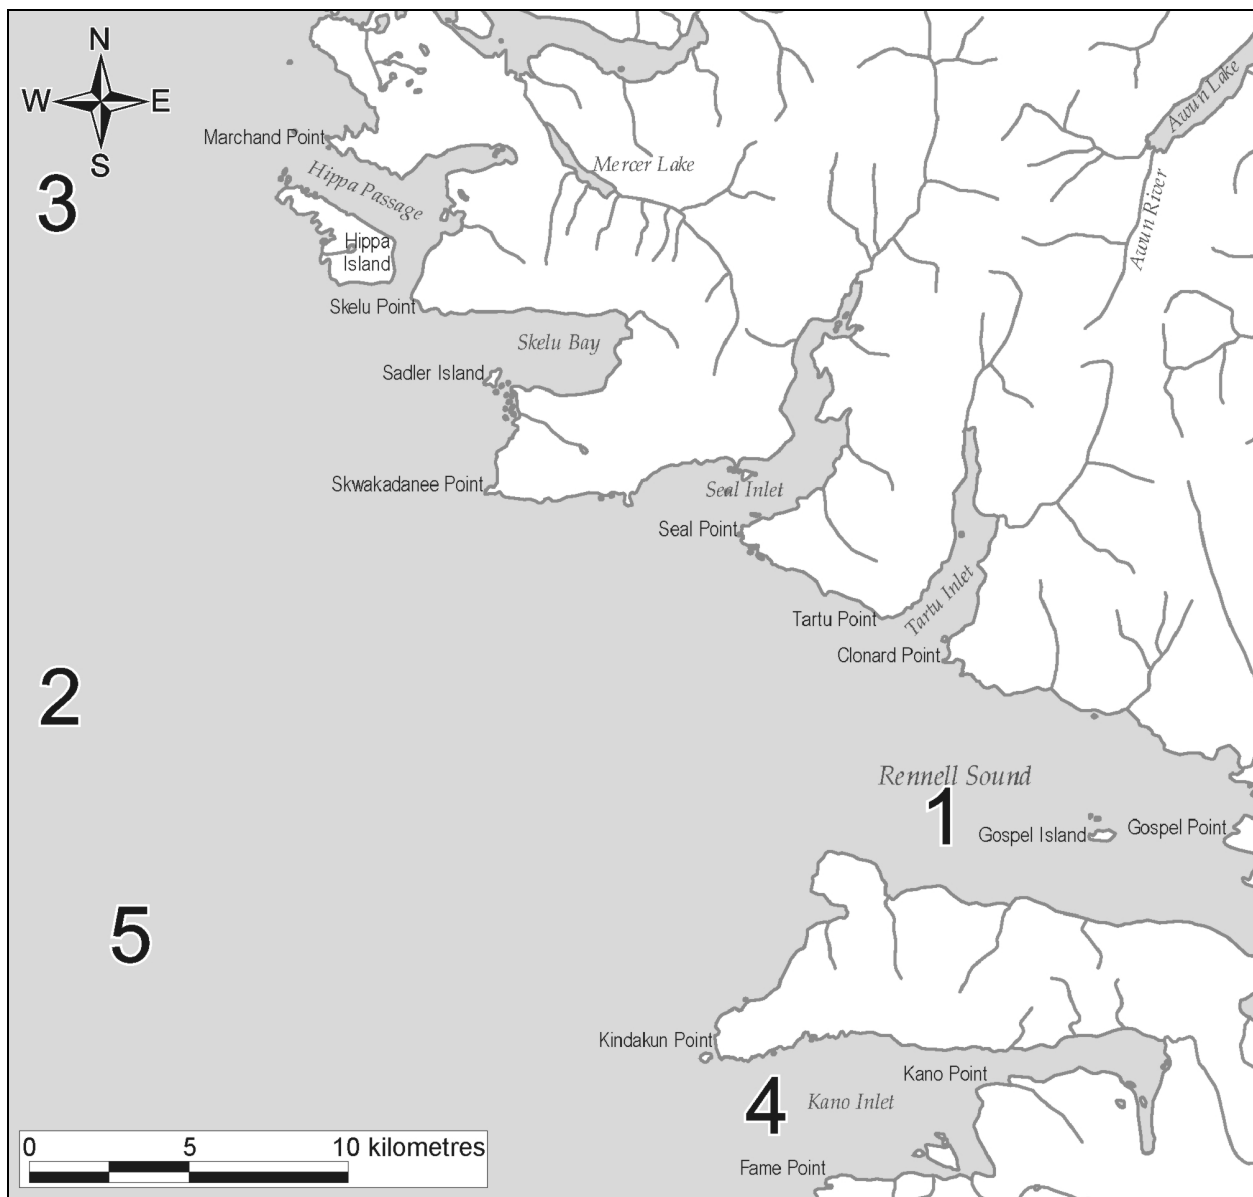 N
W E
S
Awun Lake
Marchand Point
Mercer Lake
Hippa Passage
3
Awun River
Hippa
Island
Skelu Point
Skelu Bay
Sadler Island
Skwakadanee Point
Seal Inlet
Seal Point
Tartu Inlet
Tartu Point
Clonard Point
2
Rennell Sound
1
Gospel Island
Gospel Point
5
Kindakun Point
Kano Point
4
Kano Inlet
0 5 10 kilometres
Fame Point